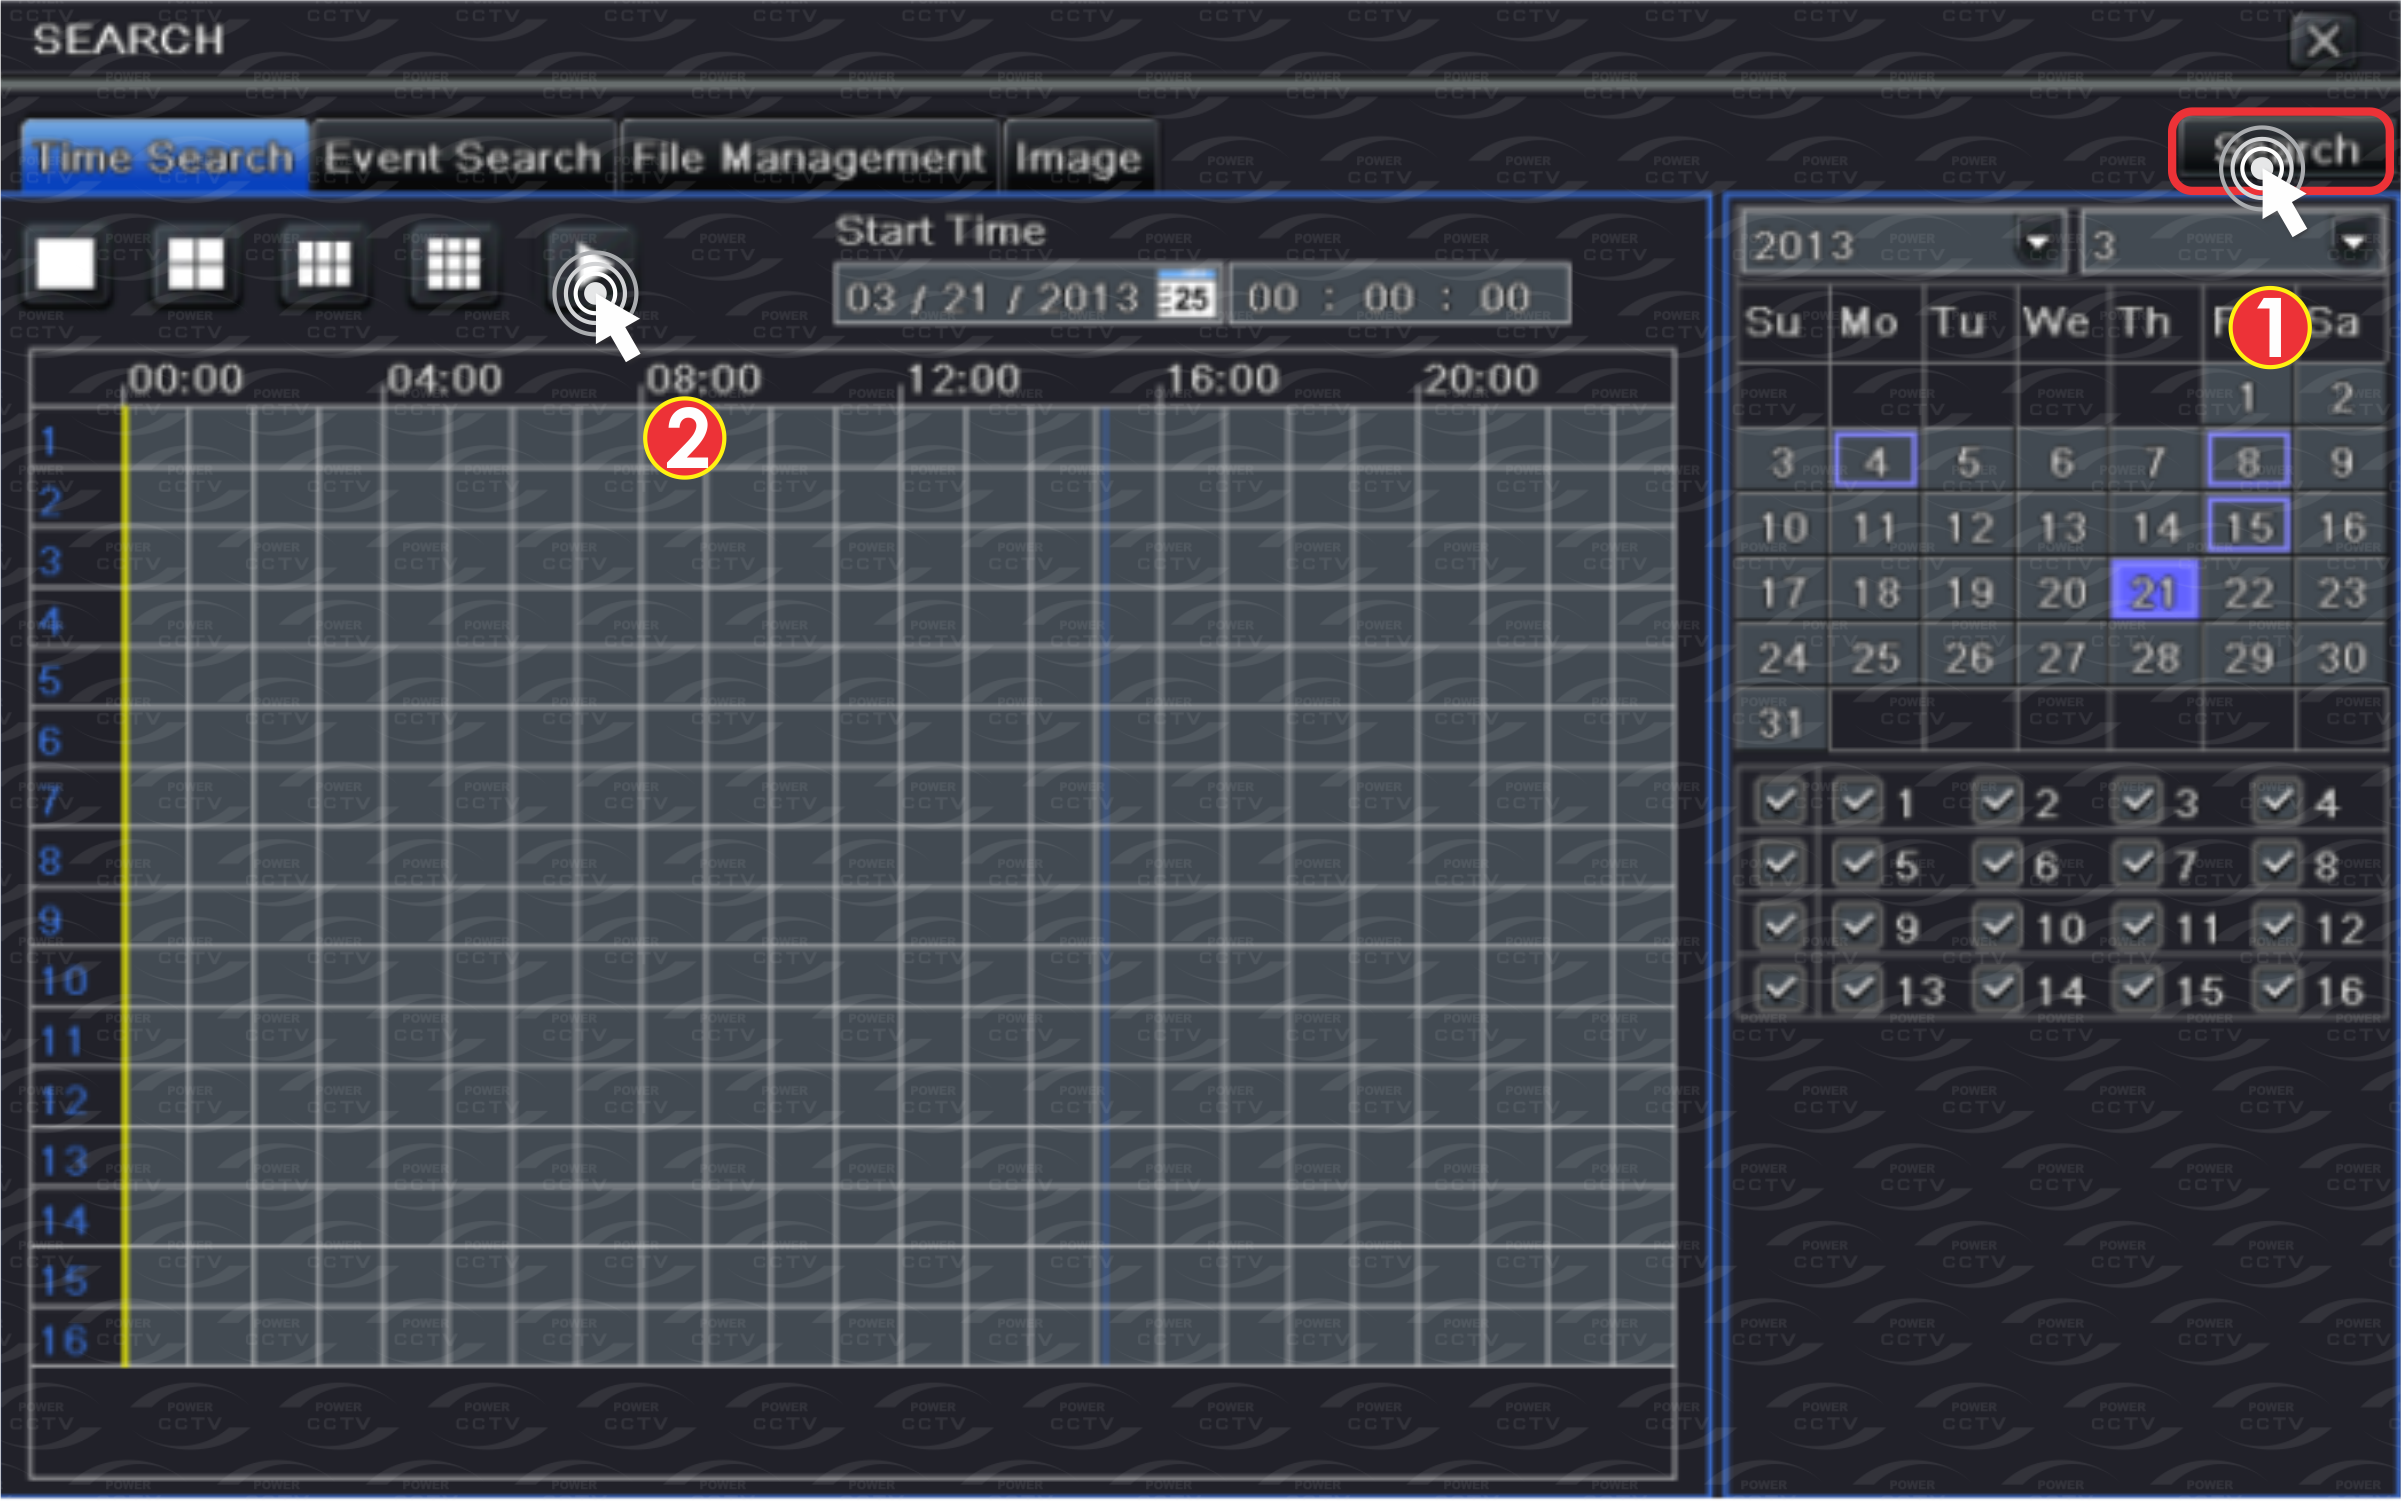 SEARCH
Time Search Event Search File Management Image
Start Time
03 / 21 / 2013 25 00 : 00 : 00
00:00 04:00 08:00 12:00 16:00 20:00
2
1
2
3
4
5
6
7
8
9
10
11
12
13
14
15
16
2013 3
1
Su Mo Tu We Th Sa
1 2
3 4 5 6 7 8 9
10 11 12 13 14 15 16
17 18 19 20 21 22 23
24 25 26 27 28 29 30
31
1 2 3 4
5 6 7 8
9 10 11 12
13 14 15 16
POWER
CCTV